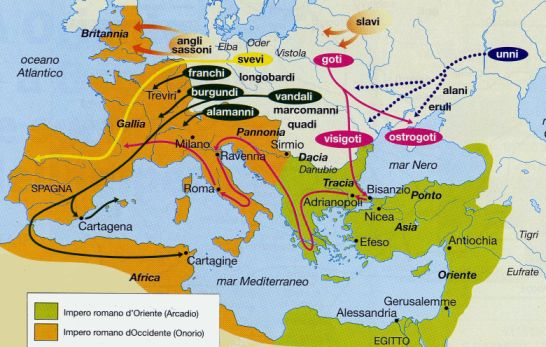 Britannia
angli
sassoni
Elba
Oder
Vistola
slavi
oceano
Atlantico
svevi
goti
unni
franchi
longobardi
Treviri
burgundi
vandali
alani
eruli
alamanni
marcomanni
quadi
Gallia
Pannonia
visigoti
ostrogoti
Milano
Ravenna
Sirmio
Dacia
Danubio
mar Nero
SPAGNA
Roma
Tracia
Bisanzio
Adrianopoli
Ponto
Nicea
Cartagena
Asia
Efeso
Antiochia
Tigri
Cartagine
Oriente
Eufrate
Africa
mar Mediterraneo
Gerusalemme
Alessandria
EGITTO
Impero romano d'Oriente (Arcadio)
Impero romano dOccidente (Onorio)